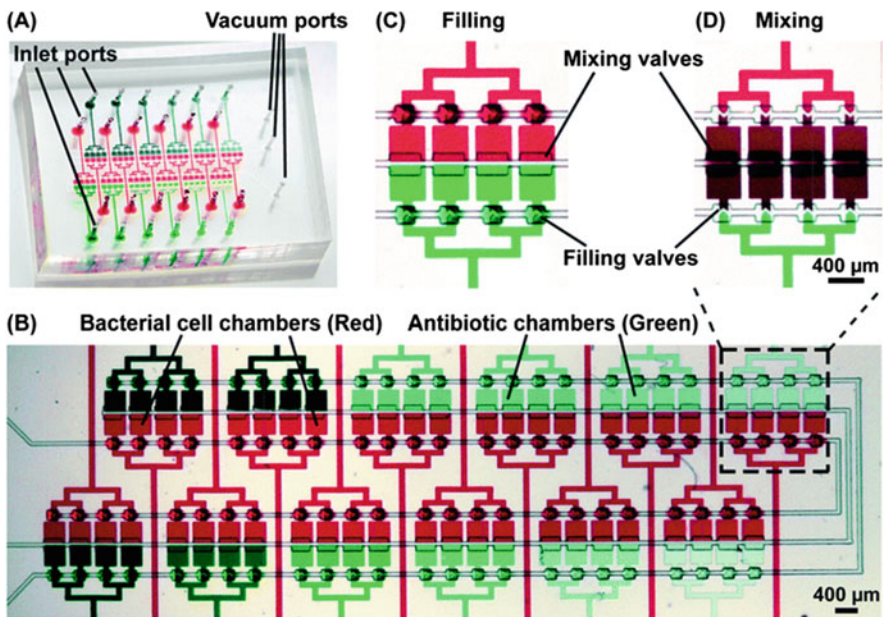 (A)
Vacuum ports
Inlet ports
(C) Filling
(D) Mixing
Mixing valves
Filling valves
400 µm
(B) Bacterial cell chambers (Red) Antibiotic chambers (Green)
400 µm